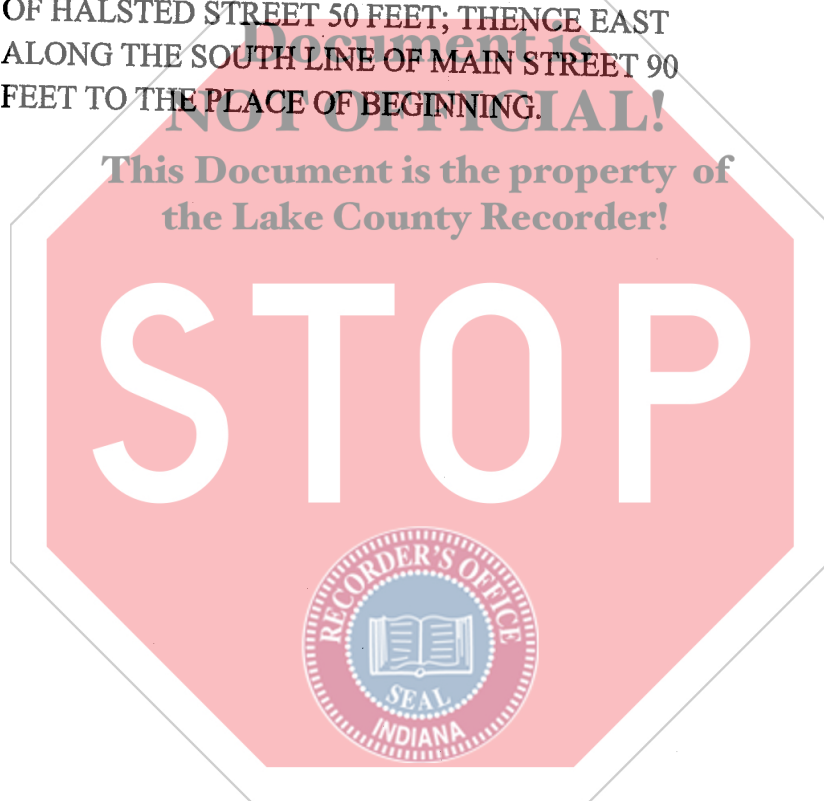 OF HALSTED STREET 50 FEET; THENCE EAST
ALONG THE SOUTH LINE OF MAIN STREET 90
FEET TO THE PLACE OF BEGINNING.
Document is
NOT OFFICIAL!
This Document is the property of
the Lake County Recorder!
STOP
RECORDER'S OFFICE
SEAL
INDIANA